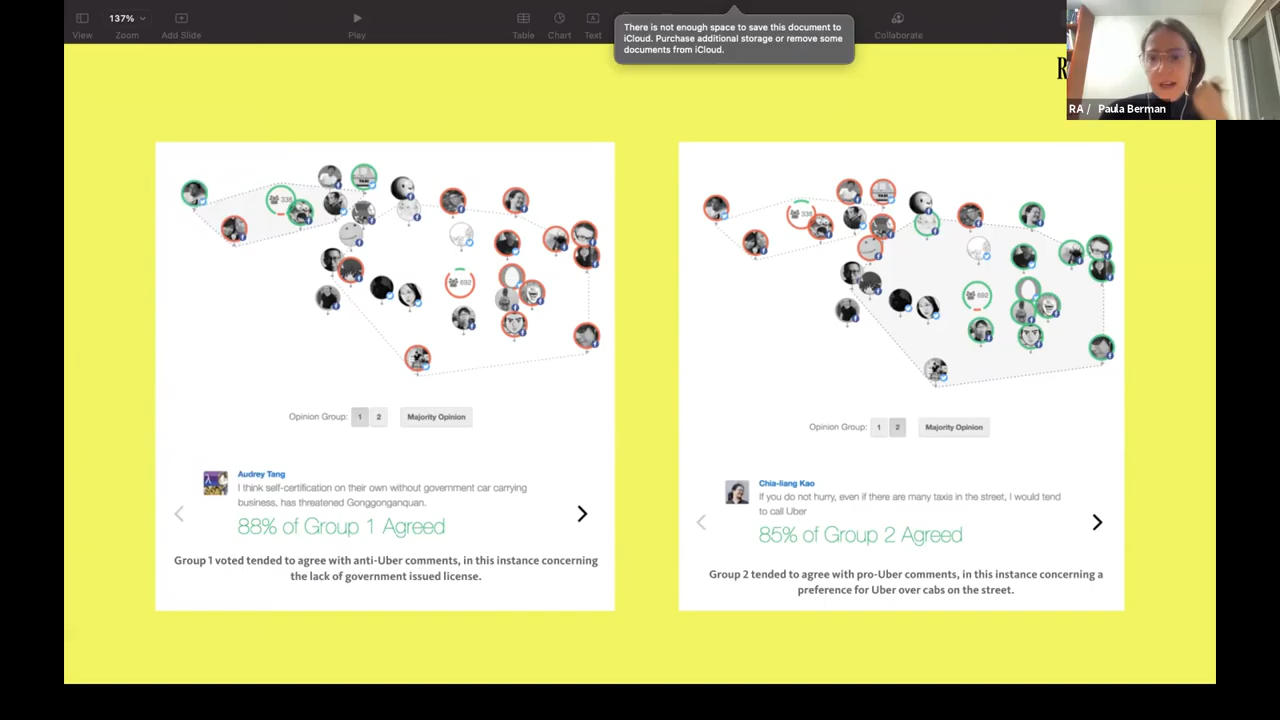 137%
View
Zoom
Add Slide
Play
Table
Chart
Text
Collaborate
There is not enough space to save this document to
iCloud. Purchase additional storage or remove some
documents from iCloud.
R
RA / Paula Berman
338
692
Opinion Group: 1 2 Majority Opinion
Audrey Tang
I think self-certification on their own without government car carrying
business, has threatened Gonggonganquan.
88% of Group 1 Agreed
Group 1 voted tended to agree with anti-Uber comments, in this instance concerning
the lack of government issued license.
338
692
Opinion Group: 1 2 Majority Opinion
Chia-liang Kao
If you do not hurry, even if there are many taxis in the street, I would tend
to call Uber
85% of Group 2 Agreed
Group 2 tended to agree with pro-Uber comments, in this instance concerning a
preference for Uber over cabs on the street.